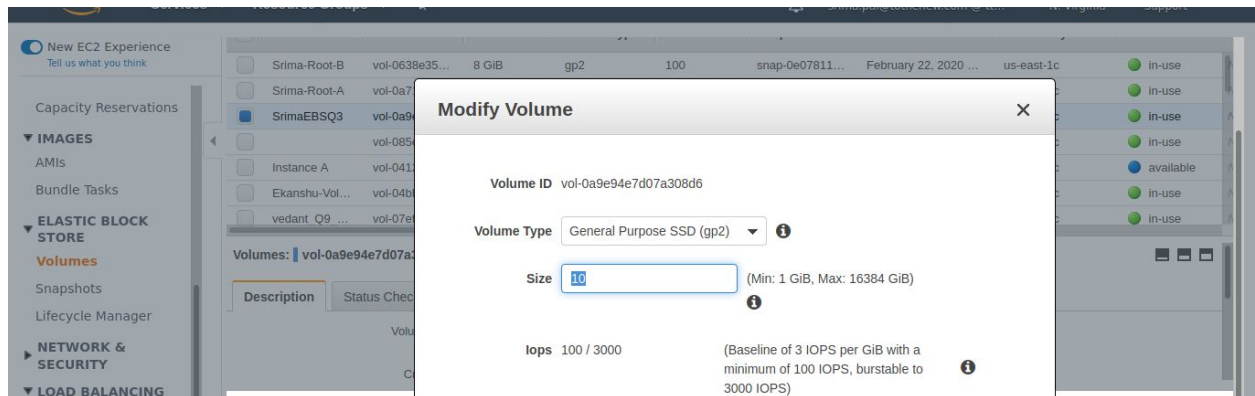 New EC2 Experience
Tell us what you think
Capacity Reservations
IMAGES
AMIs
Bundle Tasks
ELASTIC BLOCK
STORE
Volumes
Snapshots
Lifecycle Manager
NETWORK &
SECURITY
LOAD BALANCING
Srima-Root-B vol-0638e35... 8 GiB gp2 100 snap-0e07811... February 22, 2020 ... us-east-1c in-use
Srima-Root-A in-use
SrimaEBSQ3 in-use
in-use
Instance A available
Ekanshu-Vol... in-use
vedant_Q9_... in-use
Volumes:
Description
Modify Volume
Volume ID vol-0a9e94e7d07a308d6
Volume Type General Purpose SSD (gp2)
Size 10 (Min: 1 GiB, Max: 16384 GiB)
Iops 100 / 3000 (Baseline of 3 IOPS per GiB with a
minimum of 100 IOPS, burstable to
3000 IOPS)